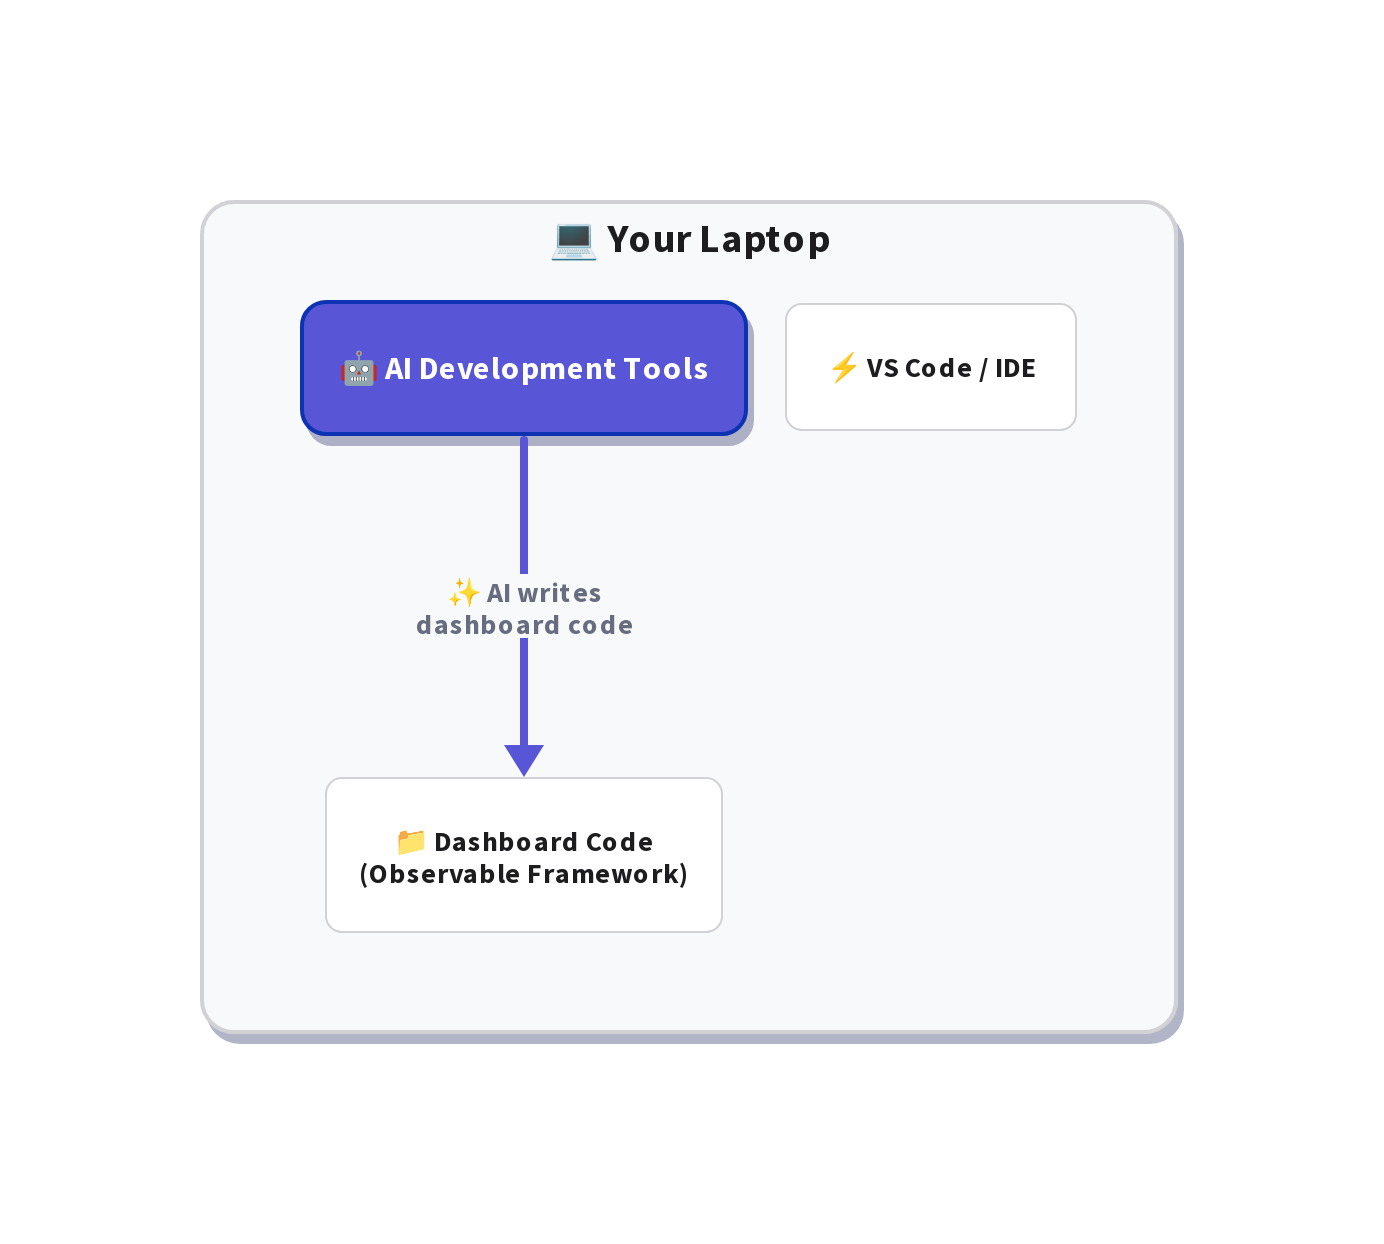 💻 Your Laptop
🤖 AI Development Tools
⚡ VS Code / IDE
✨ AI writes
dashboard code
📁 Dashboard Code
(Observable Framework)